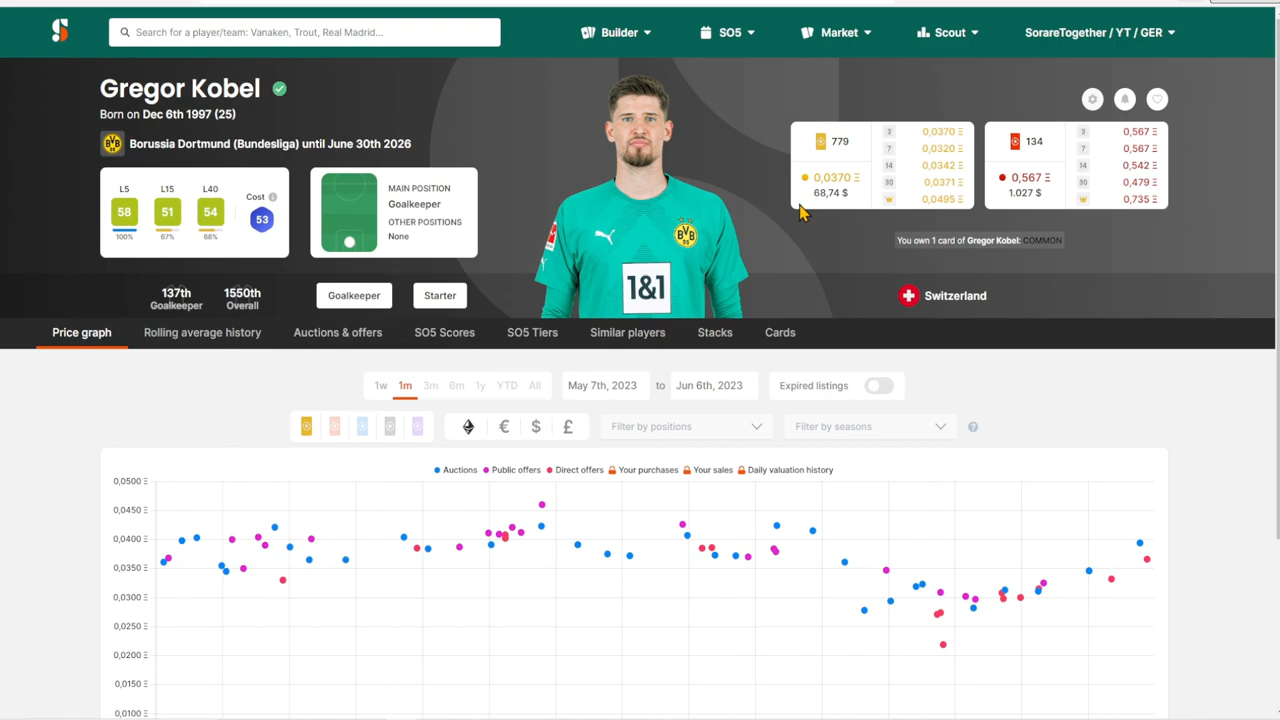 Search for a player/team: Vanaken, Trout, Real Madrid...
Builder
SO5
Market
Scout
SorareTogether / YT / GER
Gregor Kobel
Born on Dec 6th 1997 (25)
Borussia Dortmund (Bundesliga) until June 30th 2026
L5 L15 L40 Cost
58 51 54 53
100% 67% 68%
MAIN POSITION
Goalkeeper
OTHER POSITIONS
None
1&1
779
0,0370 Ξ
68,74 $
3 0,0370 Ξ
7 0,0320 Ξ
14 0,0342 Ξ
30 0,0371 Ξ
0,0495 Ξ
134
0,567 Ξ
1.027 $
3 0,567 Ξ
7 0,567 Ξ
14 0,542 Ξ
30 0,479 Ξ
0,735 Ξ
You own 1 card of Gregor Kobel: COMMON
137th
Goalkeeper
1550th
Overall
Goalkeeper
Starter
Switzerland
Price graph
Rolling average history
Auctions & offers
SO5 Scores
SO5 Tiers
Similar players
Stacks
Cards
1w 1m 3m 6m 1y YTD All
May 7th, 2023 to Jun 6th, 2023
Expired listings
€ $ £
Filter by positions
Filter by seasons
?
Auctions Public offers Direct offers Your purchases Your sales Daily valuation history
0,0500 Ξ
0,0450 Ξ
0,0400 Ξ
0,0350 Ξ
0,0300 Ξ
0,0250 Ξ
0,0200 Ξ
0,0150 Ξ
0,0100 Ξ